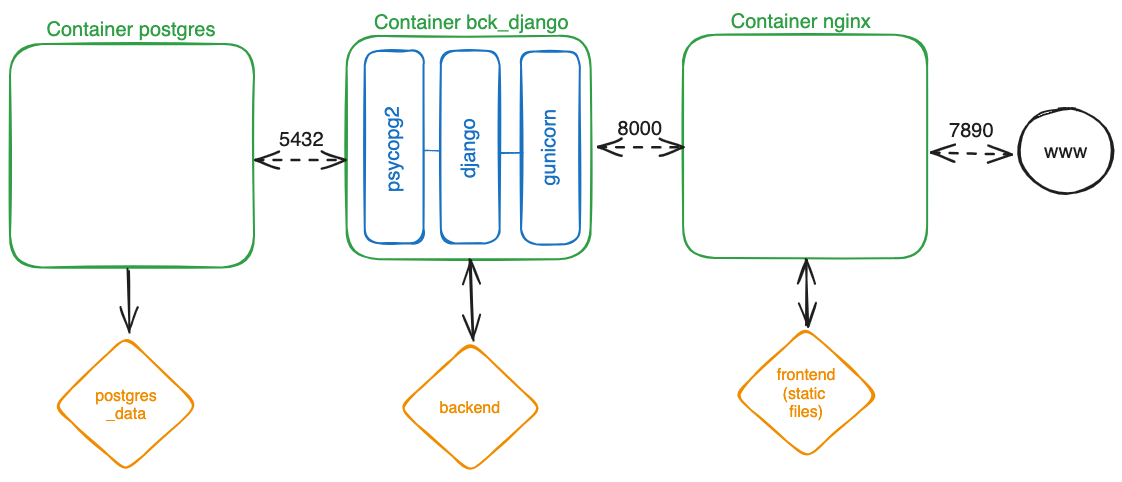 Container postgres
Container bck_django
Container nginx
5432
psycopg2
django
gunicorn
8000
7890
www
postgres
_data
backend
frontend
(static
files)